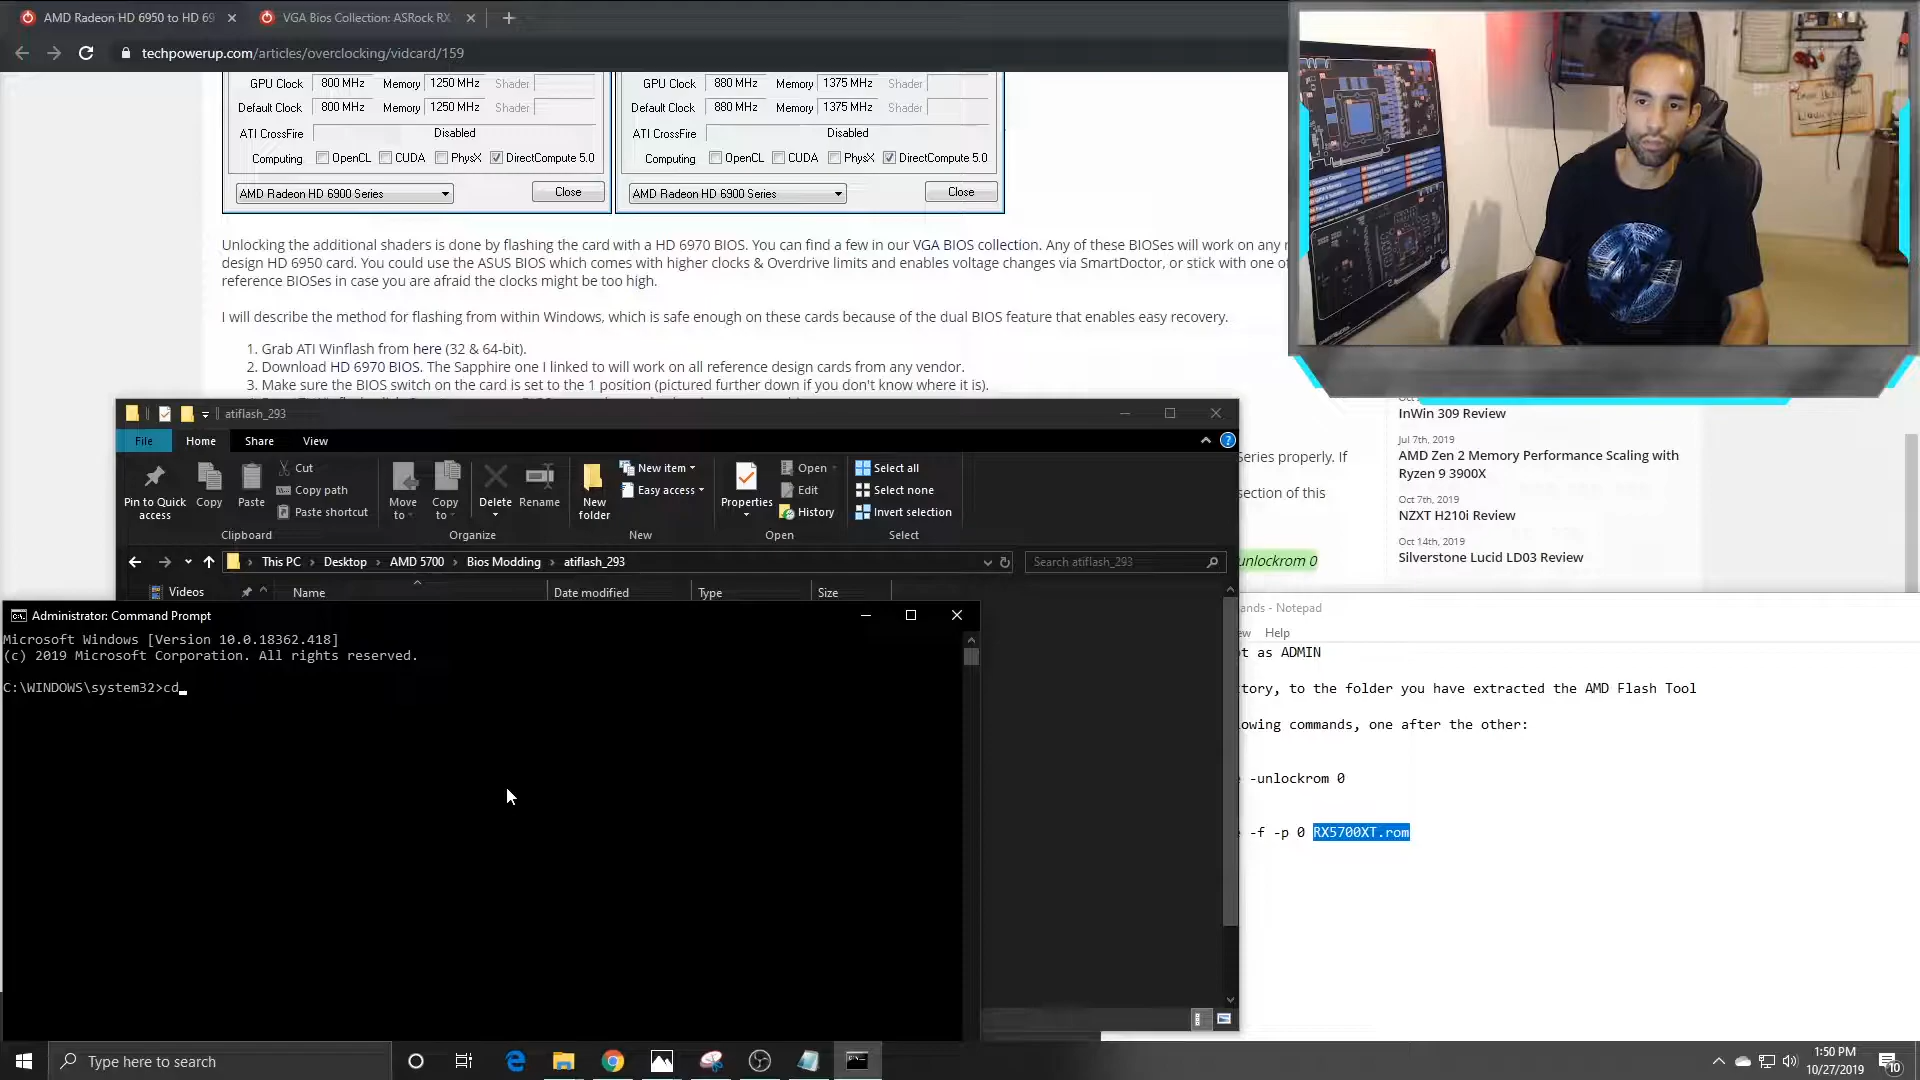 AMD Radeon HD 6950 to HD 69
VGA Bios Collection: ASRock RX
techpowerup.com/articles/overclocking/vidcard/159
GPU Clock 800 MHz Memory 1250 MHz Shader
Default Clock 800 MHz Memory 1250 MHz Shader
ATI CrossFire Disabled
Computing OpenCL CUDA PhysX DirectCompute 5.0
AMD Radeon HD 6900 Series Close
GPU Clock 880 MHz Memory 1375 MHz Shader
Default Clock 880 MHz Memory 1375 MHz Shader
ATI CrossFire Disabled
Computing OpenCL CUDA PhysX DirectCompute 5.0
AMD Radeon HD 6900 Series Close
Unlocking the additional shaders is done by flashing the card with a HD 6970 BIOS. You can find a few in our VGA BIOS collection. Any of these BIOSes will work on any
design HD 6950 card. You could use the ASUS BIOS which comes with higher clocks & Overdrive limits and enables voltage changes via SmartDoctor, or stick with one of
reference BIOSes in case you are afraid the clocks might be too high.
I will describe the method for flashing from within Windows, which is safe enough on these cards because of the dual BIOS feature that enables easy recovery.
1. Grab ATI Winflash from here (32 & 64-bit).
2. Download HD 6970 BIOS. The Sapphire one I linked to will work on all reference design cards from any vendor.
3. Make sure the BIOS switch on the card is set to the 1 position (pictured further down if you don't know where it is).
Series properly. If
section of this
unlockrom 0
InWin 309 Review
Jul 7th, 2019
AMD Zen 2 Memory Performance Scaling with
Ryzen 9 3900X
Oct 7th, 2019
NZXT H210i Review
Oct 14th, 2019
Silverstone Lucid LD03 Review
atiflash_293
File Home Share View
Pin to Quick access
Copy
Paste
Cut
Copy path
Paste shortcut
Clipboard
Move to
Copy to
Delete
Rename
Organize
New folder
New item
Easy access
New
Properties
Open
Edit
History
Open
Select all
Select none
Invert selection
Select
This PC > Desktop > AMD 5700 > Bios Modding > atiflash_293
Search atiflash_293
Videos
Name Date modified Type Size
Administrator: Command Prompt
Microsoft Windows [Version 10.0.18362.418]
(c) 2019 Microsoft Corporation. All rights reserved.
C:\WINDOWS\system32>cd
ands - Notepad
ew Help
pt as ADMIN
tory, to the folder you have extracted the AMD Flash Tool
owing commands, one after the other:
e -unlockrom 0
e -f -p 0 RX5700XT.rom
Type here to search
1:50 PM
10/27/2019
10